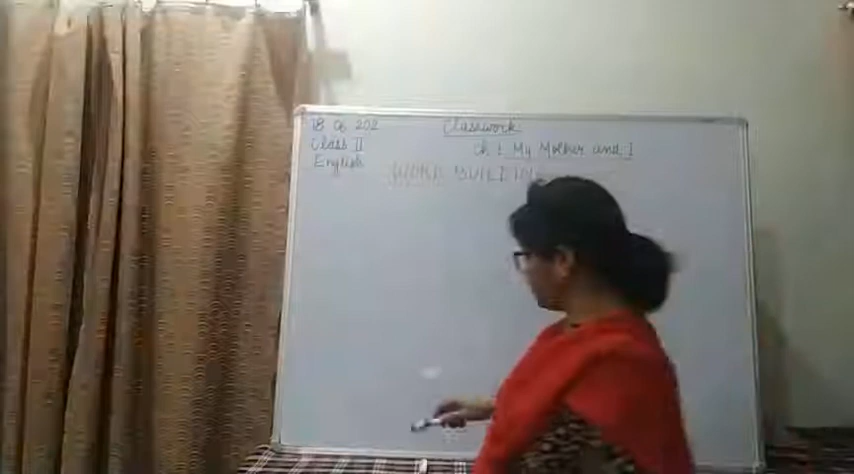 18 06 202
Classwork
Class II
Ch 1. My Mother and I
English
WORD BUILDING